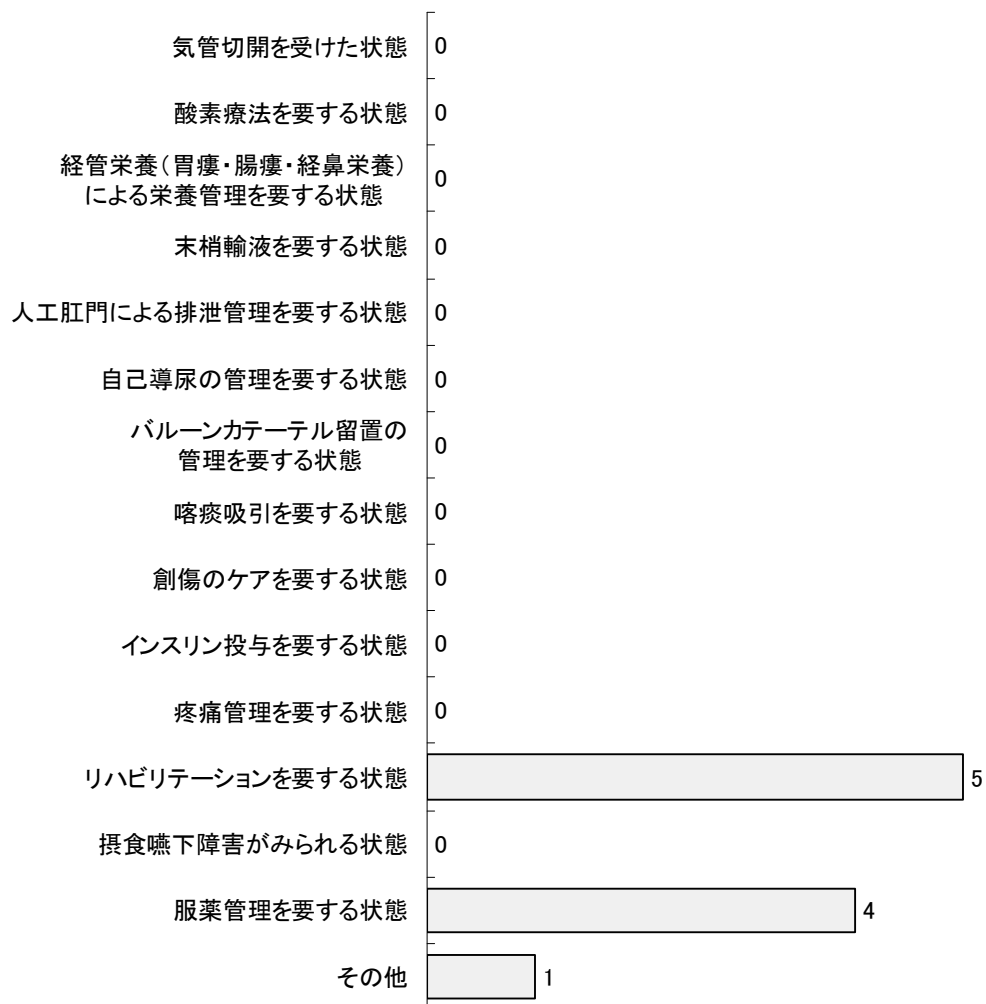 気管切開を受けた状態 0
酸素療法を要する状態 0
経管栄養(胃瘻・腸瘻・経鼻栄養)
による栄養管理を要する状態 0
末梢輸液を要する状態 0
人工肛門による排泄管理を要する状態 0
自己導尿の管理を要する状態 0
バルーンカテーテル留置の
管理を要する状態 0
喀痰吸引を要する状態 0
創傷のケアを要する状態 0
インスリン投与を要する状態 0
疼痛管理を要する状態 0
リハビリテーションを要する状態 5
摂食嚥下障害がみられる状態 0
服薬管理を要する状態 4
その他 1